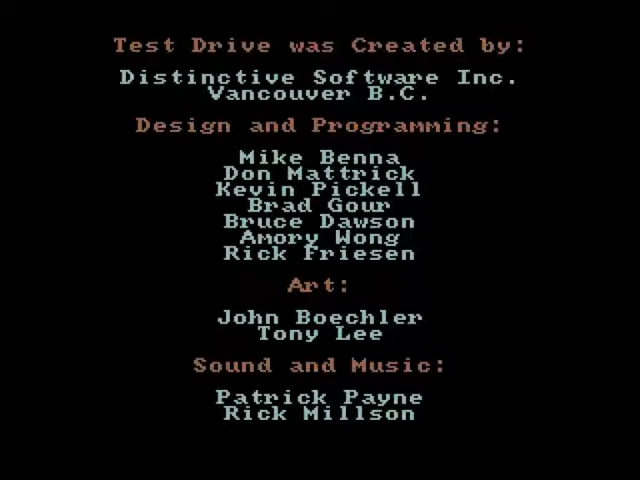 Test Drive was Created by:
Distinctive Software Inc.
Vancouver B.C.
Design and Programming:
Mike Benna
Don Mattrick
Kevin Pickell
Brad Gour
Bruce Dawson
Amory Wong
Rick Friesen
Art:
John Boechler
Tony Lee
Sound and Music:
Patrick Payne
Rick Millson